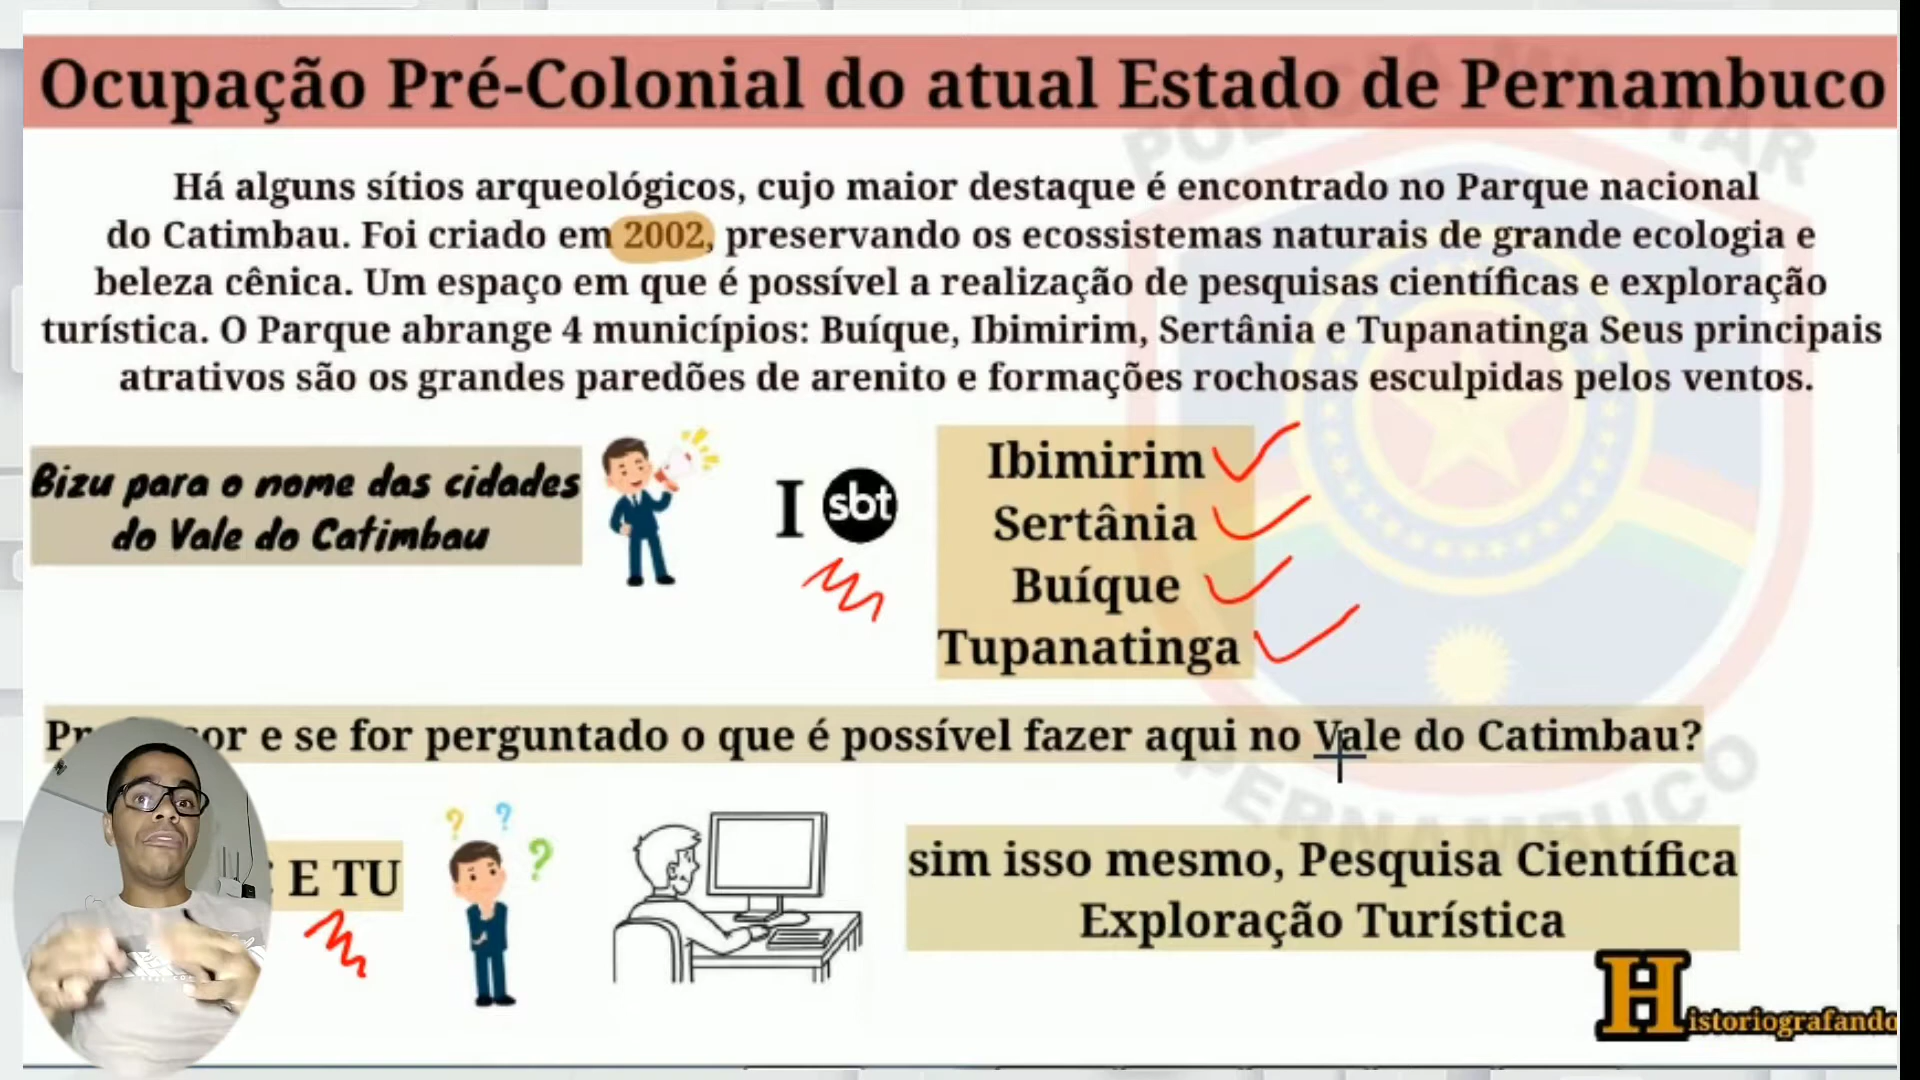 Ocupação Pré-Colonial do atual Estado de Pernambuco
Há alguns sítios arqueológicos, cujo maior destaque é encontrado no Parque nacional
do Catimbau. Foi criado em 2002, preservando os ecossistemas naturais de grande ecologia e
beleza cênica. Um espaço em que é possível a realização de pesquisas científicas e exploração
turística. O Parque abrange 4 municípios: Buíque, Ibimirim, Sertânia e Tupanatinga Seus principais
atrativos são os grandes paredões de arenito e formações rochosas esculpidas pelos ventos.
Bizu para o nome das cidades
do Vale do Catimbau
I sbt
Ibimirim
Sertânia
Buíque
Tupanatinga
e se for perguntado o que é possível fazer aqui no Vale do Catimbau?
E TU
? ? ?
sim isso mesmo, Pesquisa Científica
Exploração Turística
Historiografando
POLÍCIA MILITAR
PERNAMBUCO